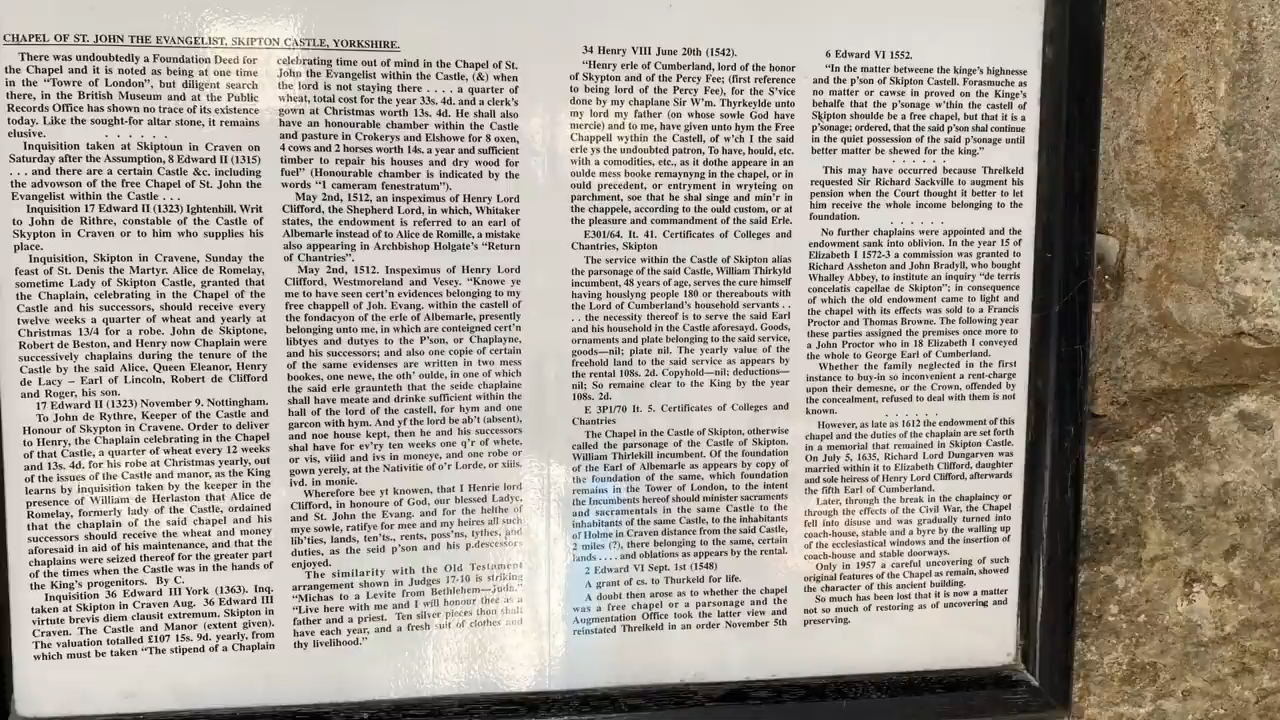 CHAPEL OF ST. JOHN THE EVANGELIST, SKIPTON CASTLE, YORKSHIRE.
There was undoubtedly a Foundation Deed for
the Chapel and it is noted as being at one time
in the "Towre of London", but diligent search
there, in the British Museum and at the Public
Records Office has shown no trace of its existence
today. Like the sought-for altar stone, it remains
elusive. . . . . . .
Inquisition taken at Skiptoun in Craven on
Saturday after the Assumption, 8 Edward II (1315)
. . . and there are a certain Castle &c. including
the advowson of the free Chapel of St. John the
Evangelist within the Castle . . .
Inquisition 17 Edward II (1323) Ightenhill. Writ
to John de Rithre, constable of the Castle of
Skypton in Craven or to him who supplies his
place.
Inquisition, Skipton in Cravene, Sunday the
feast of St. Denis the Martyr. Alice de Romelay,
sometime Lady of Skipton Castle, granted that
the Chaplain, celebrating in the Chapel of the
Castle and his successors, should receive every
twelve weeks a quarter of wheat and yearly at
Christmas 13/4 for a robe. John de Skiptone,
Robert de Beston, and Henry now Chaplain were
successively chaplains during the tenure of the
Castle by the said Alice, Queen Eleanor, Henry
de Lacy – Earl of Lincoln, Robert de Clifford
and Roger, his son.
17 Edward II (1323) November 9. Nottingham.
To John de Rythre, Keeper of the Castle and
Honour of Skypton in Cravene. Order to deliver
to Henry, the Chaplain celebrating in the Chapel
of that Castle, a quarter of wheat every 12 weeks
and 13s. 4d. for his robe at Christmas yearly, out
of the issues of the Castle and manor, as the King
learns by inquisition taken by the keeper in the
presence of William de Herlaston that Alice de
Romelay, formerly lady of the Castle, ordained
that the chaplain of the said chapel and his
successors should receive the wheat and money
aforesaid in aid of his maintenance, and that the
chaplains were seized thereof for the greater part
of the times when the Castle was in the hands of
the King's progenitors. By C.
Inquisition 36 Edward III York (1363). Inq.
taken at Skipton in Craven Aug. 36 Edward III
virtute brevis diem clausit extremum. Skipton in
Craven. The Castle and Manor (extent given).
The valuation totalled £107 15s. 9d. yearly, from
which must be taken "The stipend of a Chaplain
celebrating time out of mind in the Chapel of St.
John the Evangelist within the Castle, (&) when
the lord is not staying there . . . . a quarter of
wheat, total cost for the year 33s. 4d. and a clerk's
gown at Christmas worth 13s. 4d. He shall also
have an honourable chamber within the Castle
and pasture in Crokerys and Elshowe for 8 oxen,
4 cows and 2 horses worth 14s. a year and sufficient
timber to repair his houses and dry wood for
fuel" (Honourable chamber is indicated by the
words "1 cameram fenestratum").
May 2nd, 1512, an inspeximus of Henry Lord
Clifford, the Shepherd Lord, in which, Whitaker
states, the endowment is referred to an earl of
Albemarle instead of to Alice de Romille, a mistake
also appearing in Archbishop Holgate's "Return
of Chantries".
May 2nd, 1512. Inspeximus of Henry Lord
Clifford, Westmoreland and Vesey. "Knowe ye
me to have seen cert'n evidences belonging to my
free chappell of Joh. Evang. within the castell of
the fondacyon of the erle of Albemarle, presently
belonging unto me, in which are conteigned cert'n
libtyes and dutyes to the P'son, or Chaplayne,
and his successors; and also one copie of certain
of the same evidenses are written in two mess
bookes, one newe, the oth' oulde, in one of which
the said erle graunteth that the seide chaplaine
shall have meate and drinke sufficient within the
hall of the lord of the castell, for hym and one
garcon with hym. And yf the lord be ab't (absent),
and noe house kept, then he and his successors
shal have for ev'ry ten weekes one q'r of whete,
or vis, viiid and ivs in moneye, and one robe or
gown yerely, at the Nativitie of o'r Lorde, or xiiis,
ivd. in monie.
Wherefore bee yt knowen, that I Henrie lord
Clifford, in honoure of God, our blessed Ladye,
and St. John the Evang. and for the helthe of
mye sowle, ratifye for mee and my heires all such
lib'ties, lands, ten'ts., rents, poss'ns, tythes, and
duties, as the seid p'son and his p.descessors
enjoyed.
The similarity with the Old Testament
arrangement shown in Judges 17-10 is striking
"Michas to a Levite from Bethlehem—juda."
"Live here with me and I will honour thee as a
father and a priest. Ten silver pieces thou shalt
have each year, and a fresh suit of clothes and
thy livelihood."
34 Henry VIII June 20th (1542).
"Henry erle of Cumberland, lord of the honor
of Skypton and of the Percy Fee; (first reference
to being lord of the Percy Fee), for the S'vice
done by my chaplane Sir W'm. Thyrkeylde unto
my lord my father (on whose sowle God have
mercie) and to me, have given unto hym the Free
Chappell wythin the Castell, of w'ch I the said
erle ys the undoubted patron, To have, hould, etc.
with a comodities, etc., as it dothe appeare in an
oulde mess booke remaynyng in the chapel, or in
ould precedent, or entryment in wryteing on
parchment, soe that he shal singe and min'r in
the chappele, according to the ould custom, or at
the pleasure and commandment of the said Erle.
E301/64. It. 41. Certificates of Colleges and
Chantries, Skipton
The service within the Castle of Skipton alias
the parsonage of the said Castle, William Thirkyld
incumbent, 48 years of age, serves the cure himself
having houslyng people 180 or thereabouts with
the Lord of Cumberland's household servants . .
. . the necessity thereof is to serve the said Earl
and his household in the Castle aforesayd. Goods,
ornaments and plate belonging to the said service,
goods—nil; plate nil. The yearly value of the
freehold land to the said service as appears by
the rental 108s. 2d. Copyhold—nil; deductions—
nil; So remaine clear to the King by the year
108s. 2d.
E 3P1/70 It. 5. Certificates of Colleges and
Chantries
The Chapel in the Castle of Skipton, otherwise
called the parsonage of the Castle of Skipton.
William Thirlekill incumbent. Of the foundation
of the Earl of Albemarle as appears by copy of
the foundation of the same, which foundation
remains in the Tower of London, to the intent
the Incumbents hereof should minister sacraments
and sacramentals in the same Castle to the
inhabitants of the same Castle, to the inhabitants
of Holme in Craven distance from the said Castle,
2 miles (?), there belonging to the same, certain
lands . . . . and oblations as appears by the rental.
2 Edward VI Sept. 1st (1548)
A grant of cs. to Thurkeld for life.
A doubt then arose as to whether the chapel
was a free chapel or a parsonage and the
Augmentation Office took the latter view and
reinstated Threlkeld in an order November 5th
6 Edward VI 1552.
"In the matter betweene the kinge's highnesse
and the p'son of Skipton Castell. Forasmuche as
no matter or cawse in proved on the Kinge's
behalfe that the p'sonage w'thin the castell of
Skipton shoulde be a free chapel, but that it is a
p'sonage; ordered, that the said p'son shal continue
in the quiet possession of the said p'sonage until
better matter be shewed for the king."
. . . . . .
This may have occurred because Threlkeld
requested Sir Richard Sackville to augment his
pension when the Court thought it better to let
him receive the whole income belonging to the
foundation.
. . . . . .
No further chaplains were appointed and the
endowment sank into oblivion. In the year 15 of
Elizabeth I 1572-3 a commission was granted to
Richard Assheton and John Bradyll, who bought
Whalley Abbey, to institute an inquiry "de terris
concelatis capellae de Skipton"; in consequence
of which the old endowment came to light and
the chapel with its effects was sold to a Francis
Proctor and Thomas Browne. The following year
these parties assigned the premises once more to
a John Proctor who in 18 Elizabeth I conveyed
the whole to George Earl of Cumberland.
Whether the family neglected in the first
instance to buy-in so inconvenient a rent-charge
upon their demesne, or the Crown, offended by
the concealment, refused to deal with them is not
known. . . . . . .
However, as late as 1612 the endowment of this
chapel and the duties of the chaplain are set forth
in a memorial that remained in Skipton Castle.
On July 5, 1635, Richard Lord Dungarven was
married within it to Elizabeth Clifford, daughter
and sole heiress of Henry Lord Clifford, afterwards
the fifth Earl of Cumberland.
Later, through the break in the chaplaincy or
through the effects of the Civil War, the Chapel
fell into disuse and was gradually turned into
coach-house, stable and a byre by the walling up
of the ecclesiastical windows and the insertion of
coach-house and stable doorways.
Only in 1957 a careful uncovering of such
original features of the Chapel as remain, showed
the character of this ancient building.
So much has been lost that it is now a matter
not so much of restoring as of uncovering and
preserving.